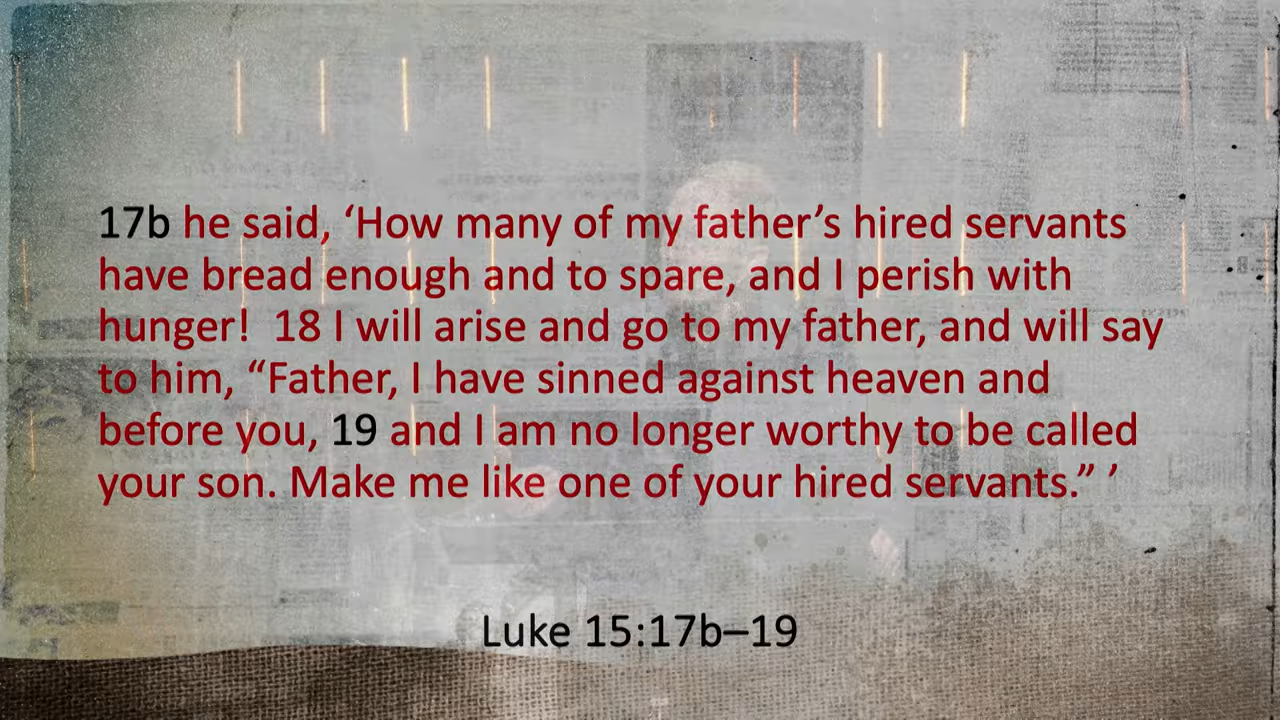 17b he said, ‘How many of my father’s hired servants
have bread enough and to spare, and I perish with
hunger!  18 I will arise and go to my father, and will say
to him, “Father, I have sinned against heaven and
before you, 19 and I am no longer worthy to be called
your son. Make me like one of your hired servants.” ’
Luke 15:17b–19